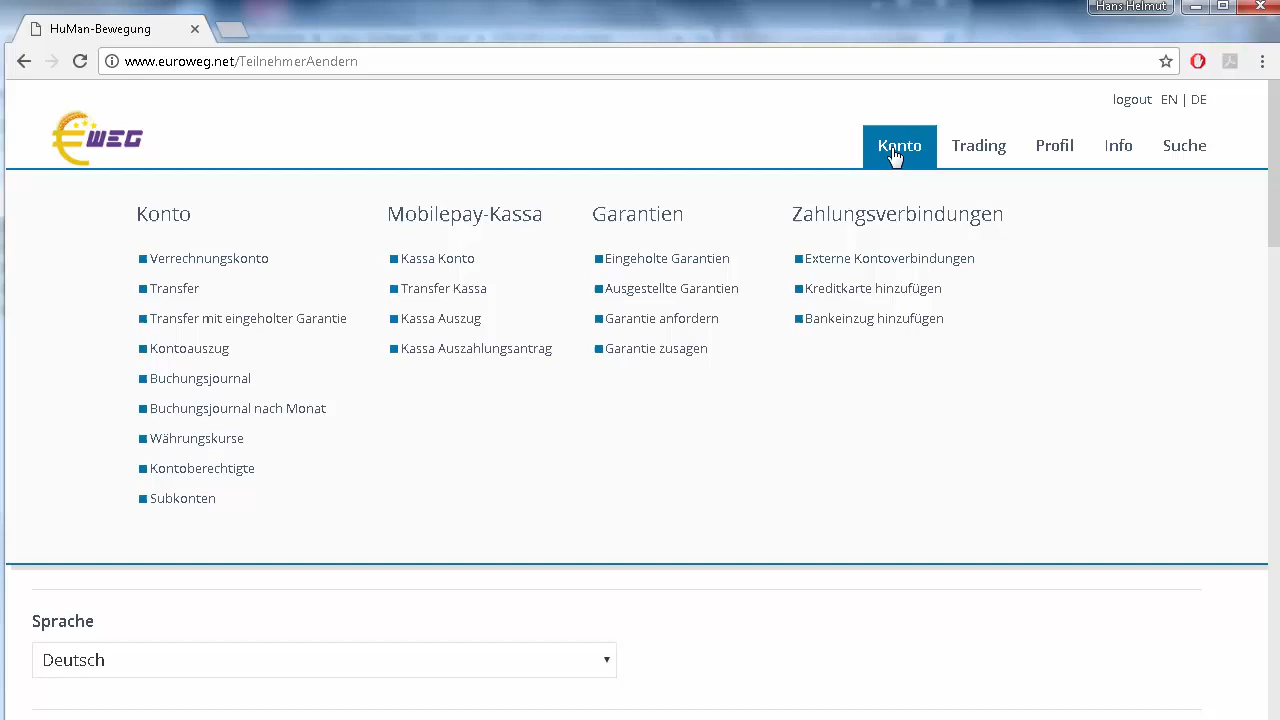 Hans Helmut
HuMan-Bewegung
www.euroweg.net/TeilnehmerAendern
logout EN | DE
€WEG
Konto Trading Profil Info Suche
Konto
Verrechnungskonto
Transfer
Transfer mit eingeholter Garantie
Kontoauszug
Buchungsjournal
Buchungsjournal nach Monat
Währungskurse
Kontoberechtigte
Subkonten
Mobilepay-Kassa
Kassa Konto
Transfer Kassa
Kassa Auszug
Kassa Auszahlungsantrag
Garantien
Eingeholte Garantien
Ausgestellte Garantien
Garantie anfordern
Garantie zusagen
Zahlungsverbindungen
Externe Kontoverbindungen
Kreditkarte hinzufügen
Bankeinzug hinzufügen
Sprache
Deutsch